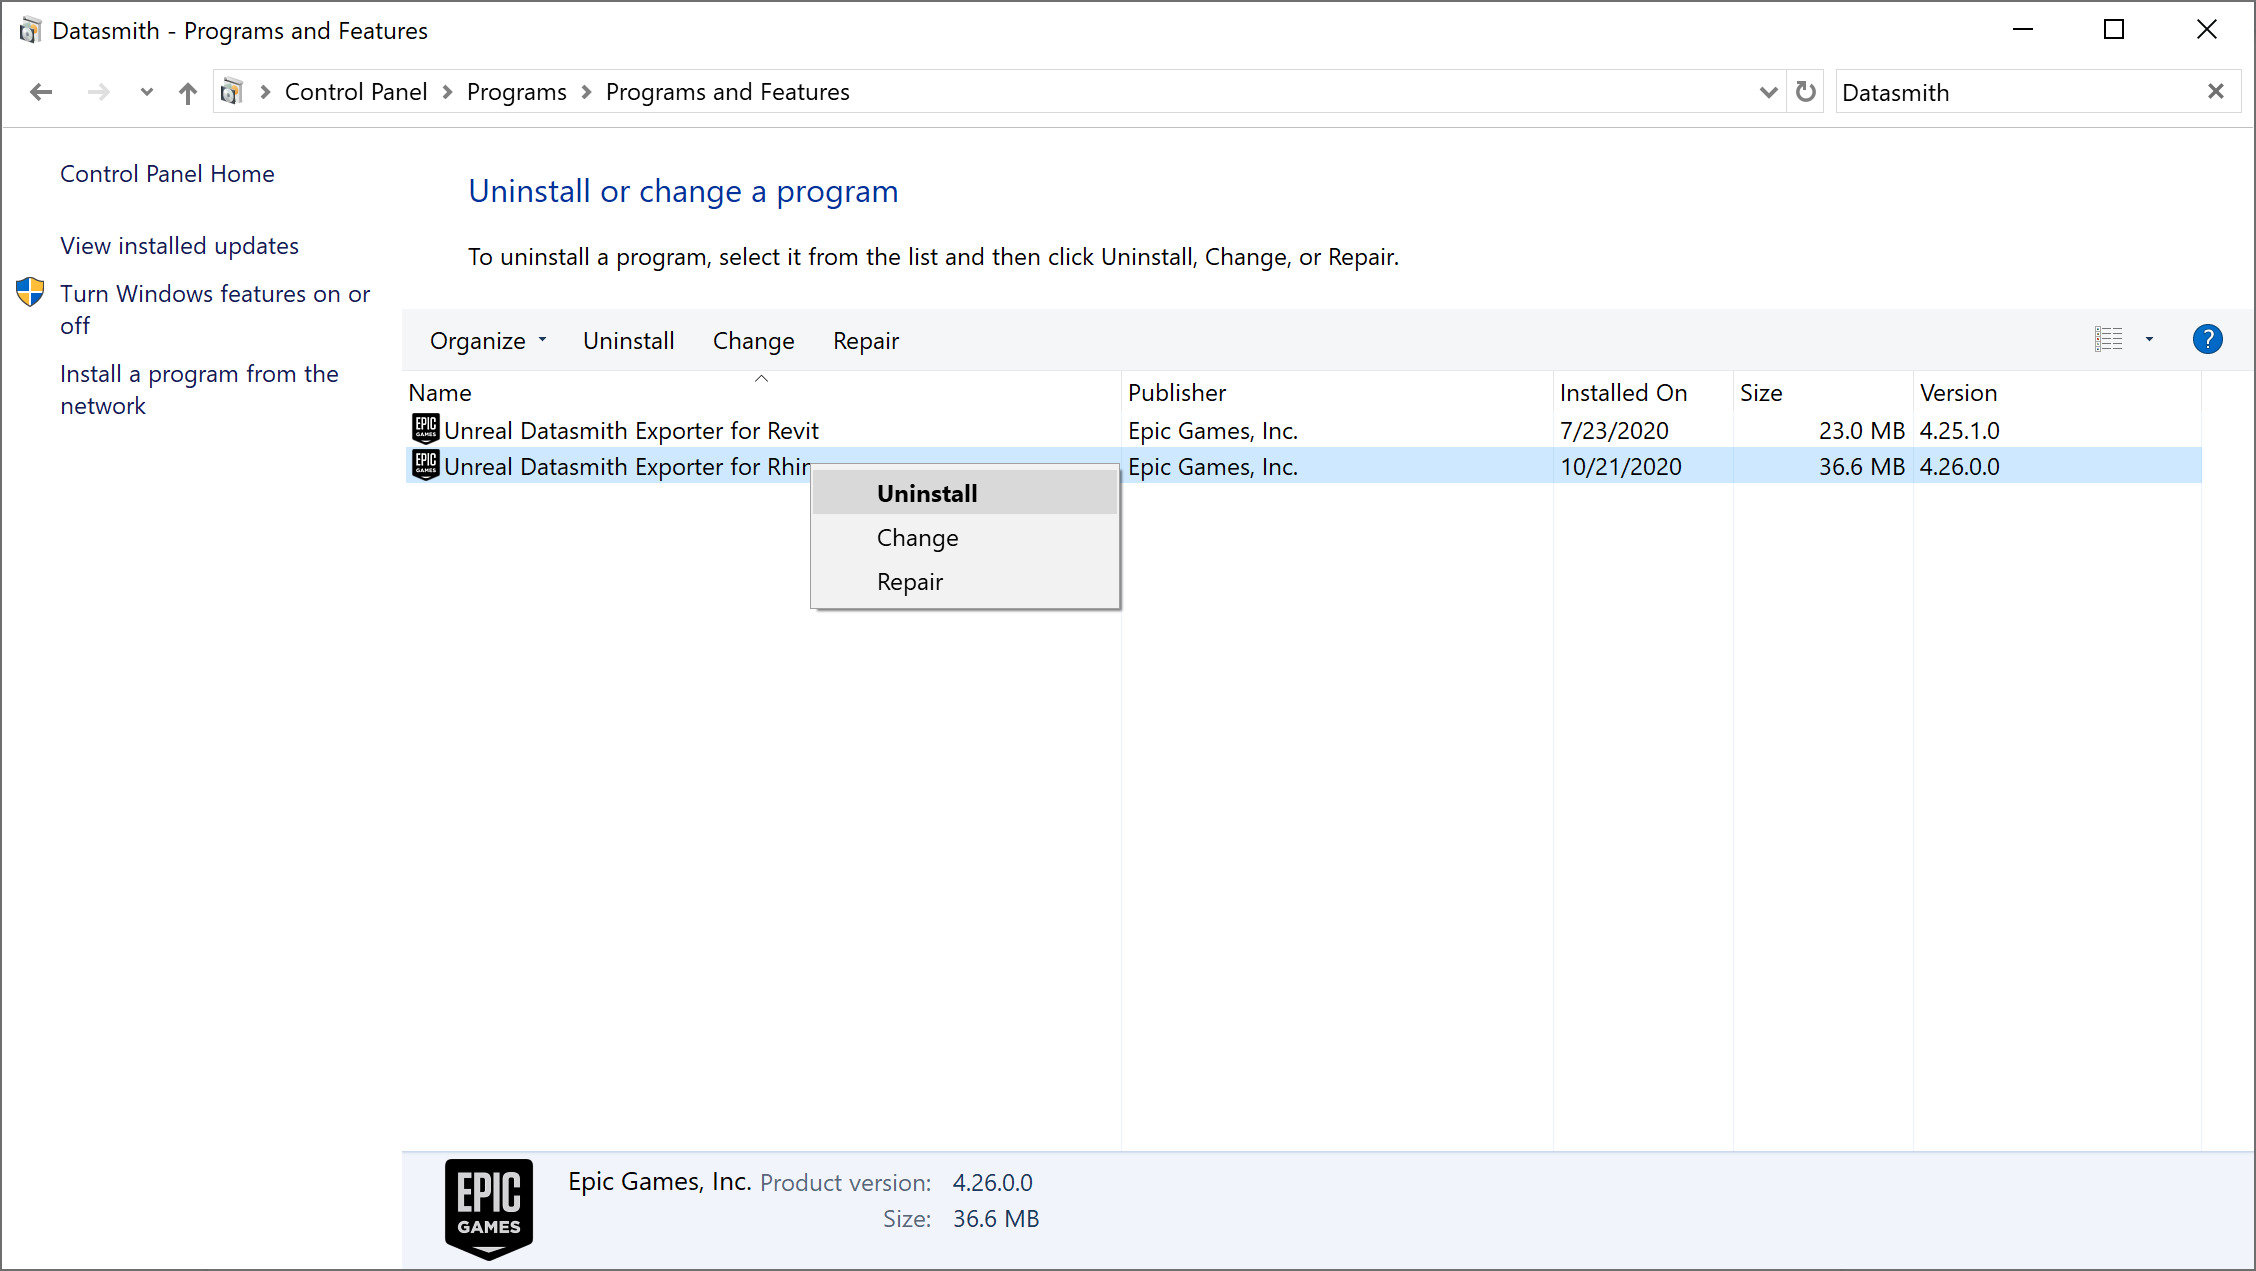 Datasmith - Programs and Features
Control Panel > Programs > Programs and Features
Datasmith
Control Panel Home
View installed updates
Turn Windows features on or
off
Install a program from the
network
Uninstall or change a program
To uninstall a program, select it from the list and then click Uninstall, Change, or Repair.
Organize Uninstall Change Repair
?
Name Publisher Installed On Size Version
EPIC GAMES Unreal Datasmith Exporter for Revit Epic Games, Inc. 7/23/2020 23.0 MB 4.25.1.0
EPIC GAMES Unreal Datasmith Exporter for Epic Games, Inc. 10/21/2020 36.6 MB 4.26.0.0
Uninstall
Change
Repair
EPIC
GAMES
Epic Games, Inc. Product version: 4.26.0.0
Size: 36.6 MB